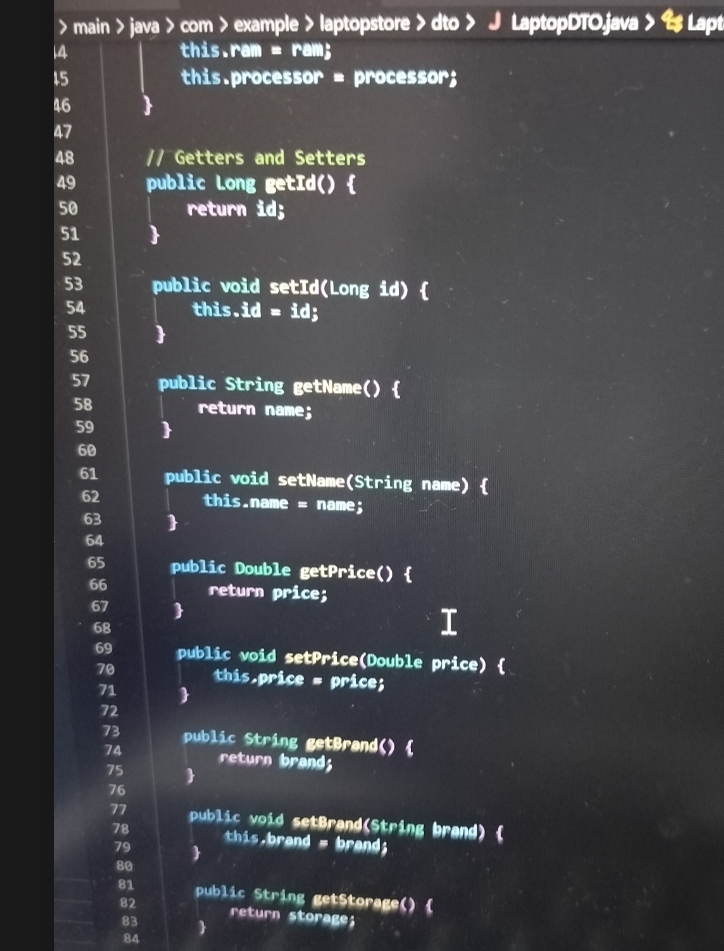 > main > java > com > example > laptopstore > dto > J LaptopDTO.java > Lapt
44 this.ram = ram;
45 this.processor = processor;
46 }
47
48 // Getters and Setters
49 public Long getId() {
50 return id;
51 }
52
53 public void setId(Long id) {
54 this.id = id;
55 }
56
57 public String getName() {
58 return name;
59 }
60
61 public void setName(String name) {
62 this.name = name;
63 }
64
65 public Double getPrice() {
66 return price;
67 }
68
69 public void setPrice(Double price) {
70 this.price = price;
71 }
72
73 public String getBrand() {
74 return brand;
75 }
76
77 public void setBrand(String brand) {
78 this.brand = brand;
79 }
80
81 public String getStorage() {
82 return storage;
83 }
84